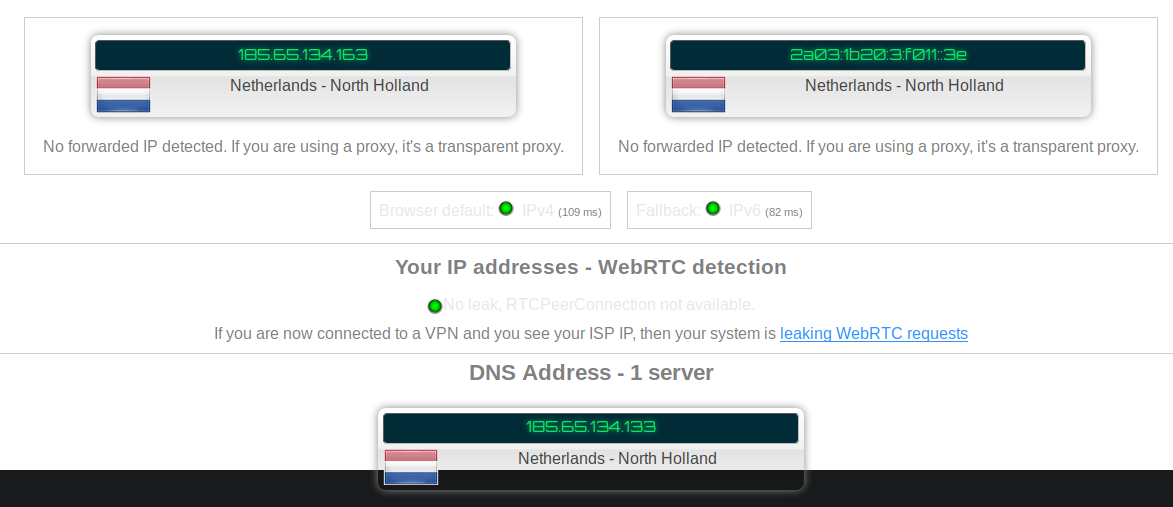 185.65.134.163
Netherlands - North Holland
No forwarded IP detected. If you are using a proxy, it's a transparent proxy.
2a03:1b20:3:f011::3e
Netherlands - North Holland
No forwarded IP detected. If you are using a proxy, it's a transparent proxy.
Browser default: IPv4 (109 ms)
Fallback: IPv6 (82 ms)
Your IP addresses - WebRTC detection
No leak, RTCPeerConnection not available.
If you are now connected to a VPN and you see your ISP IP, then your system is leaking WebRTC requests
DNS Address - 1 server
185.65.134.133
Netherlands - North Holland